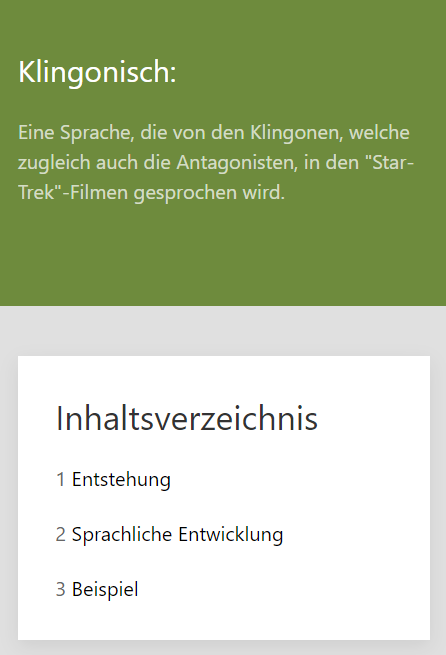 Klingonisch:
Eine Sprache, die von den Klingonen, welche
zugleich auch die Antagonisten, in den "Star-
Trek"-Filmen gesprochen wird.
Inhaltsverzeichnis
1 Entstehung
2 Sprachliche Entwicklung
3 Beispiel